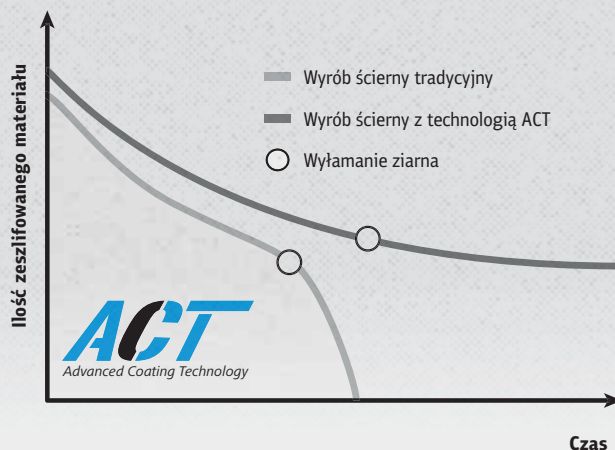 Ilość zeszlifowanego materiału
Wyrób ścierny tradycyjny
Wyrób ścierny z technologią ACT
Wyłamanie ziarna
ACT
Advanced Coating Technology
Czas